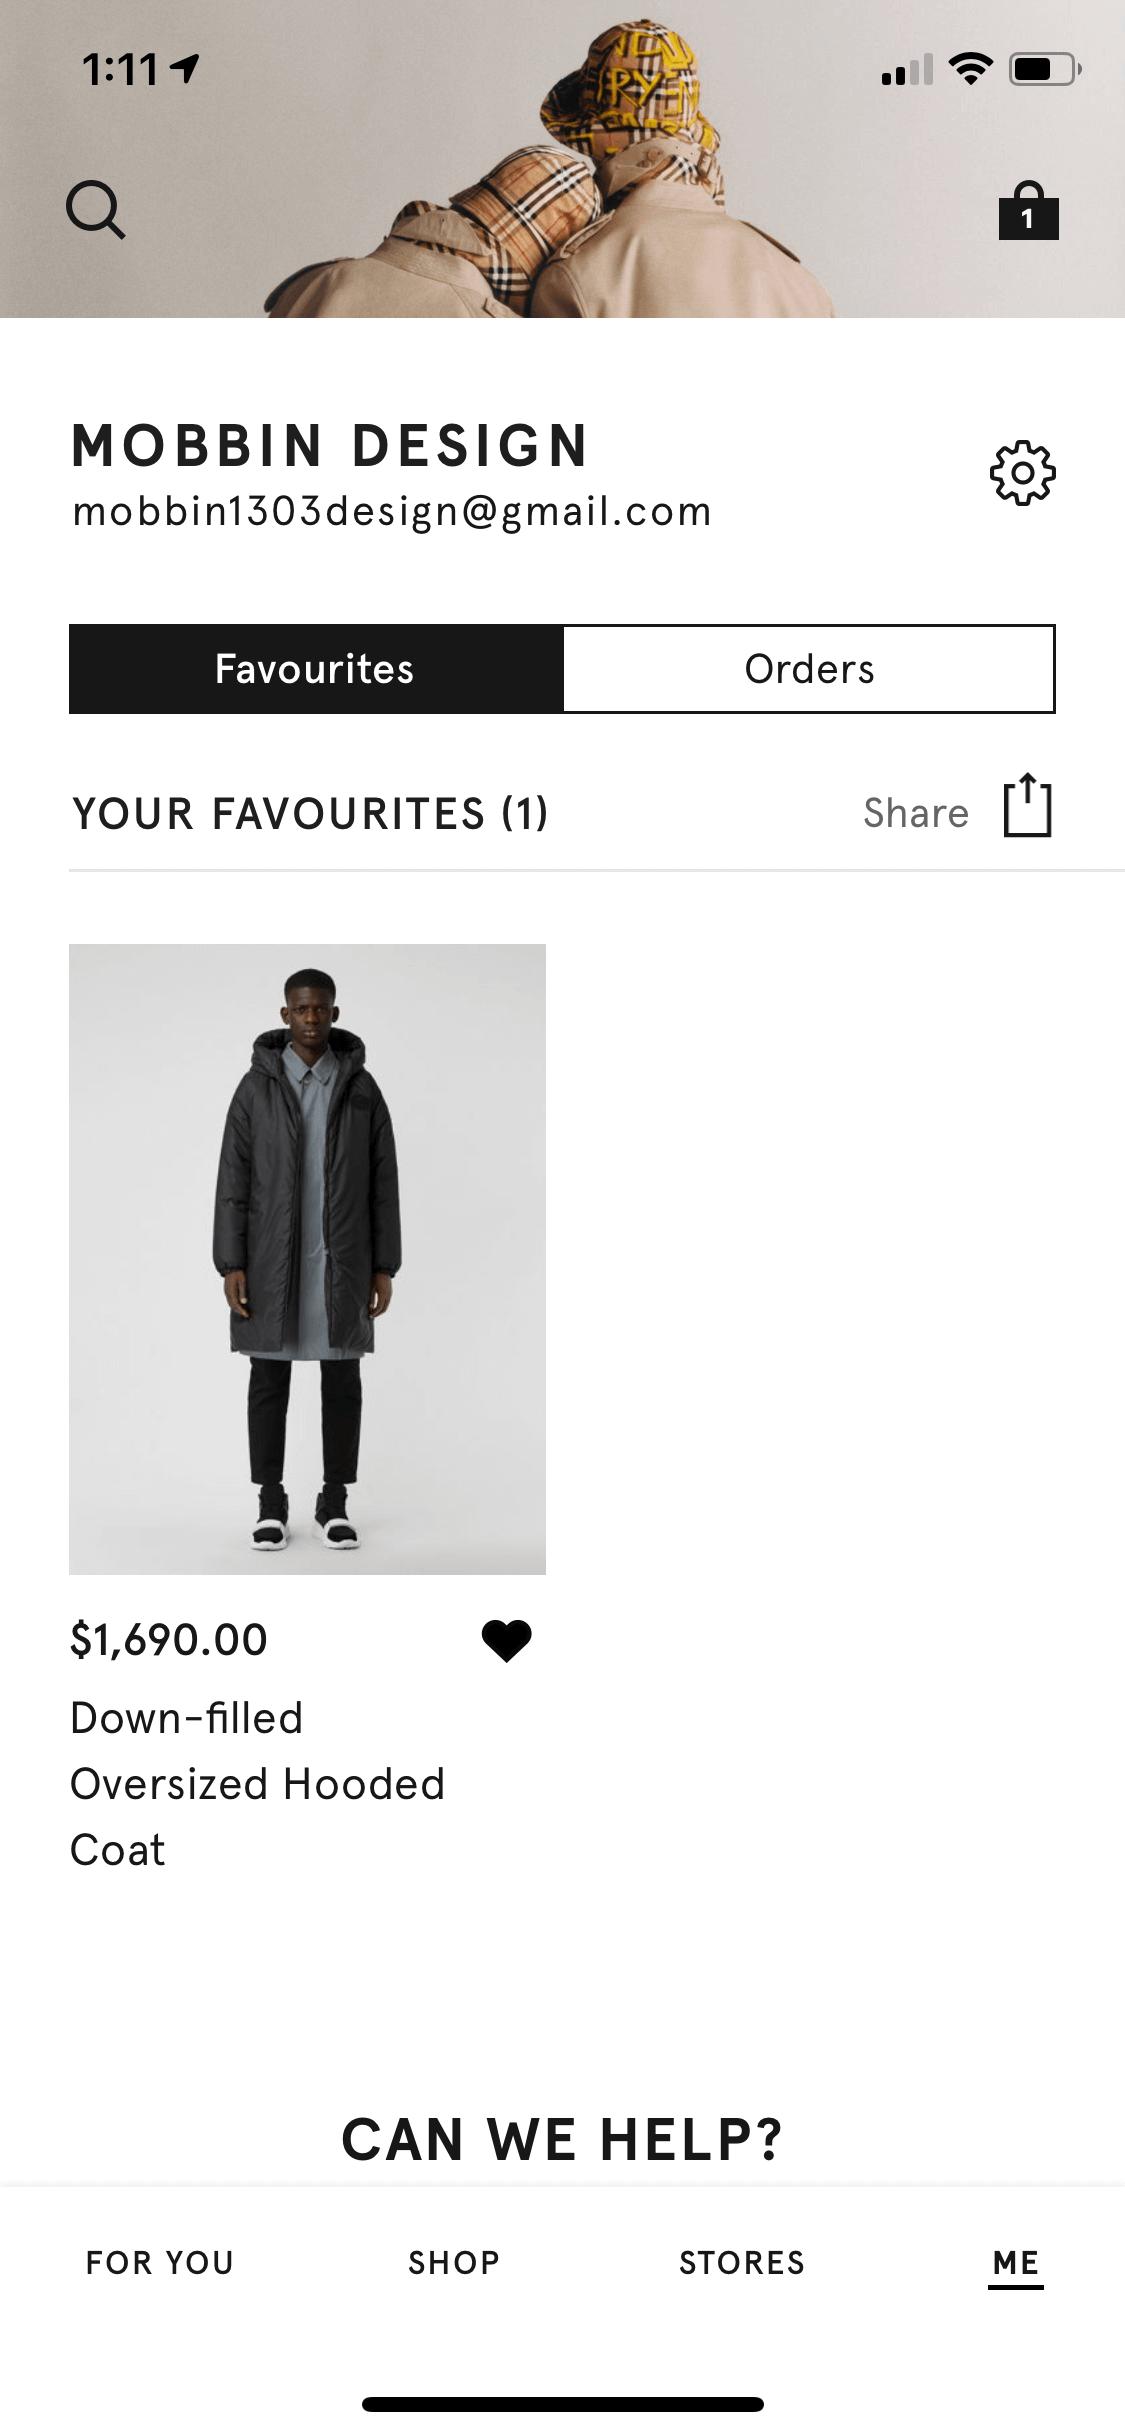 1:11
1
MOBBIN DESIGN
mobbin1303design@gmail.com
Favourites
Orders
YOUR FAVOURITES (1)
Share
$1,690.00
Down-filled
Oversized Hooded
Coat
CAN WE HELP?
FOR YOU
SHOP
STORES
ME